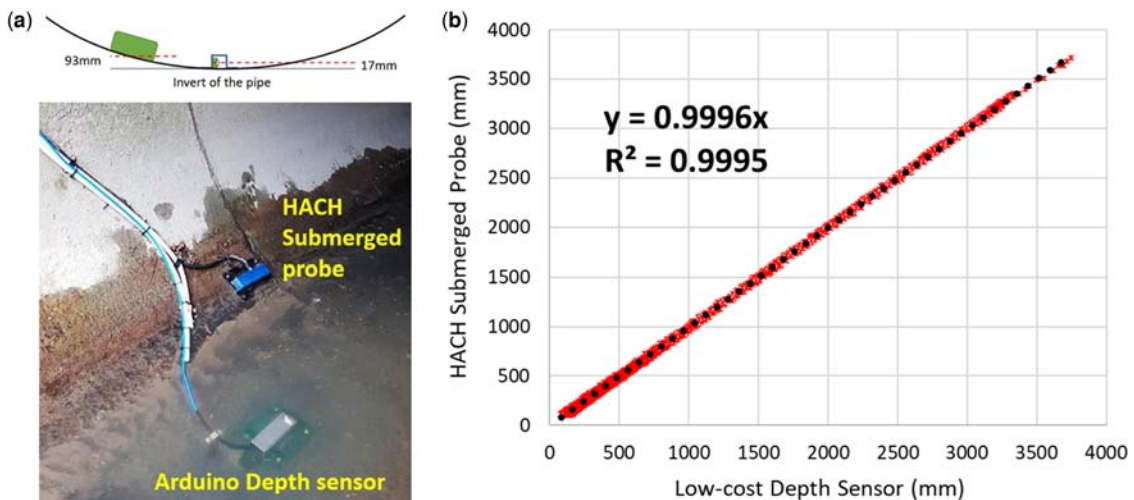 (a)
93mm
17mm
Invert of the pipe
HACH
Submerged
probe
Arduino Depth sensor
(b)
HACH Submerged Probe (mm)
4000
3500
3000
2500
2000
1500
1000
500
0
y = 0.9996x
R² = 0.9995
0 500 1000 1500 2000 2500 3000 3500 4000
Low-cost Depth Sensor (mm)